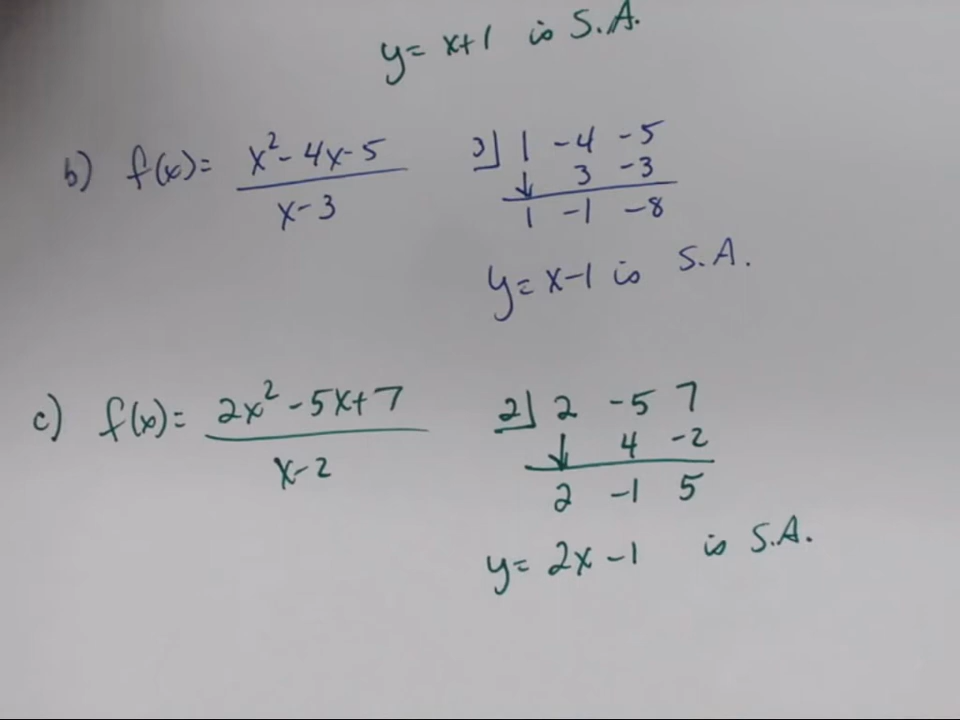 y= x+1 is S.A.
b) f(x)= x²-4x-5 / x-3
3| 1 -4 -5
↓ 3 -3
1 -1 -8
y= x-1 is S.A.
c) f(x)= 2x²-5x+7 / x-2
2| 2 -5 7
↓ 4 -2
2 -1 5
y= 2x-1 is S.A.